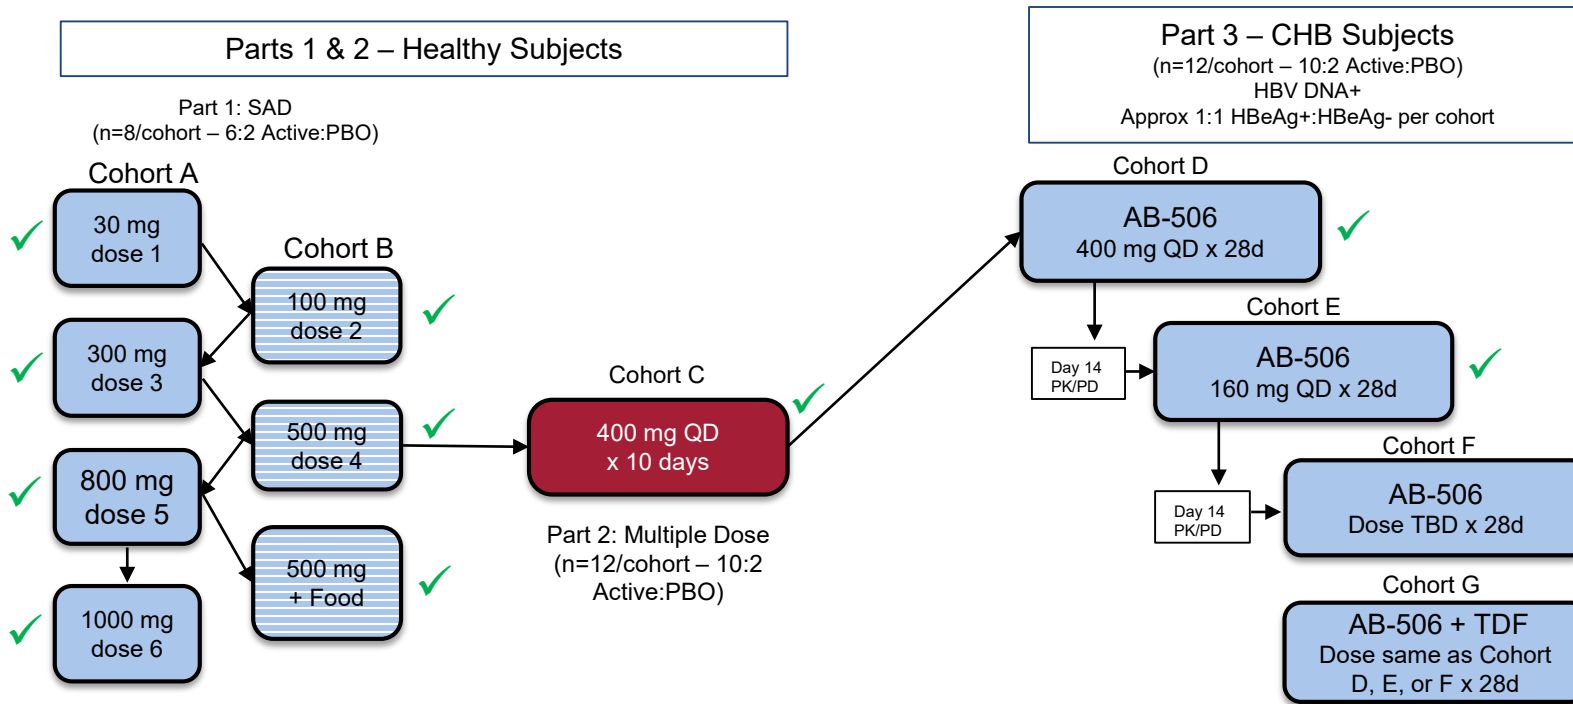 Parts 1 & 2 – Healthy Subjects
Part 1: SAD
(n=8/cohort – 6:2 Active:PBO)
Cohort A
30 mg
dose 1
300 mg
dose 3
800 mg
dose 5
1000 mg
dose 6
Cohort B
100 mg
dose 2
500 mg
dose 4
500 mg
+ Food
Cohort C
400 mg QD
x 10 days
Part 2: Multiple Dose
(n=12/cohort – 10:2
Active:PBO)
Part 3 – CHB Subjects
(n=12/cohort – 10:2 Active:PBO)
HBV DNA+
Approx 1:1 HBeAg+:HBeAg- per cohort
Cohort D
AB-506
400 mg QD x 28d
Day 14
PK/PD
Cohort E
AB-506
160 mg QD x 28d
Day 14
PK/PD
Cohort F
AB-506
Dose TBD x 28d
Cohort G
AB-506 + TDF
Dose same as Cohort
D, E, or F x 28d